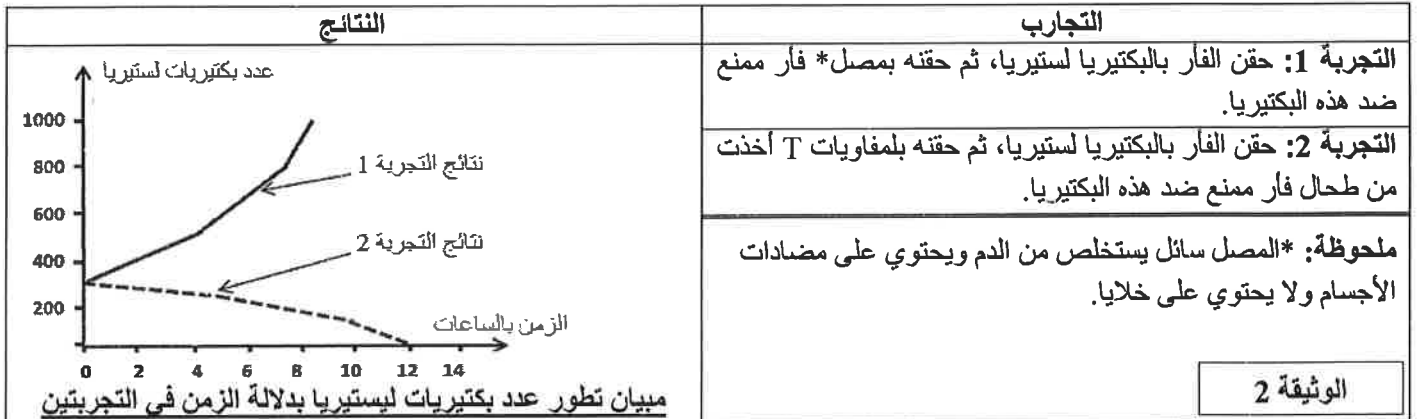 التجارب
النتائج
التجربة 1: حقن الفأر بالبكتيريا لستيريا، ثم حقنه بمصل* فأر ممنع
ضد هذه البكتيريا.
التجربة 2: حقن الفأر بالبكتيريا لستيريا، ثم حقنه بلمفاويات T أخذت
من طحال فأر ممنع ضد هذه البكتيريا.
ملحوظة: *المصل سائل يستخلص من الدم ويحتوي على مضادات
الأجسام ولا يحتوي على خلايا.
الوثيقة 2
عدد بكتيريات لستيريا
1000
800
600
400
200
نتائج التجربة 1
نتائج التجربة 2
الزمن بالساعات
0 2 4 6 8 10 12 14
مبيان تطور عدد بكتيريات ليستيريا بدلالة الزمن في التجربتين